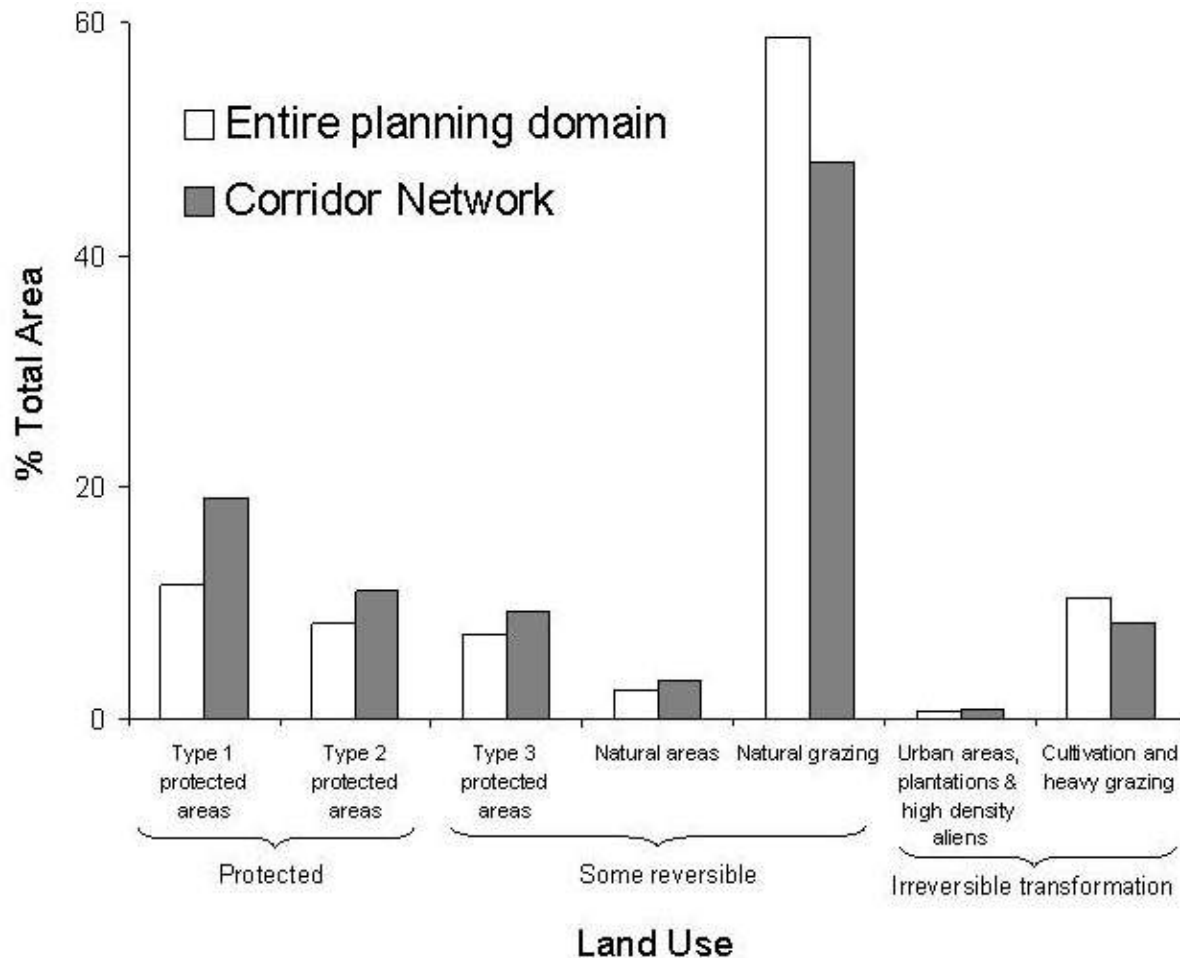 60
40
20
0
% Total Area
Entire planning domain
Corridor Network
Type 1
protected
areas
Type 2
protected
areas
Type 3
protected
areas
Natural areas
Natural grazing
Urban areas,
plantations &
high density
aliens
Cultivation and
heavy grazing
Protected
Some reversible
Irreversible transformation
Land Use